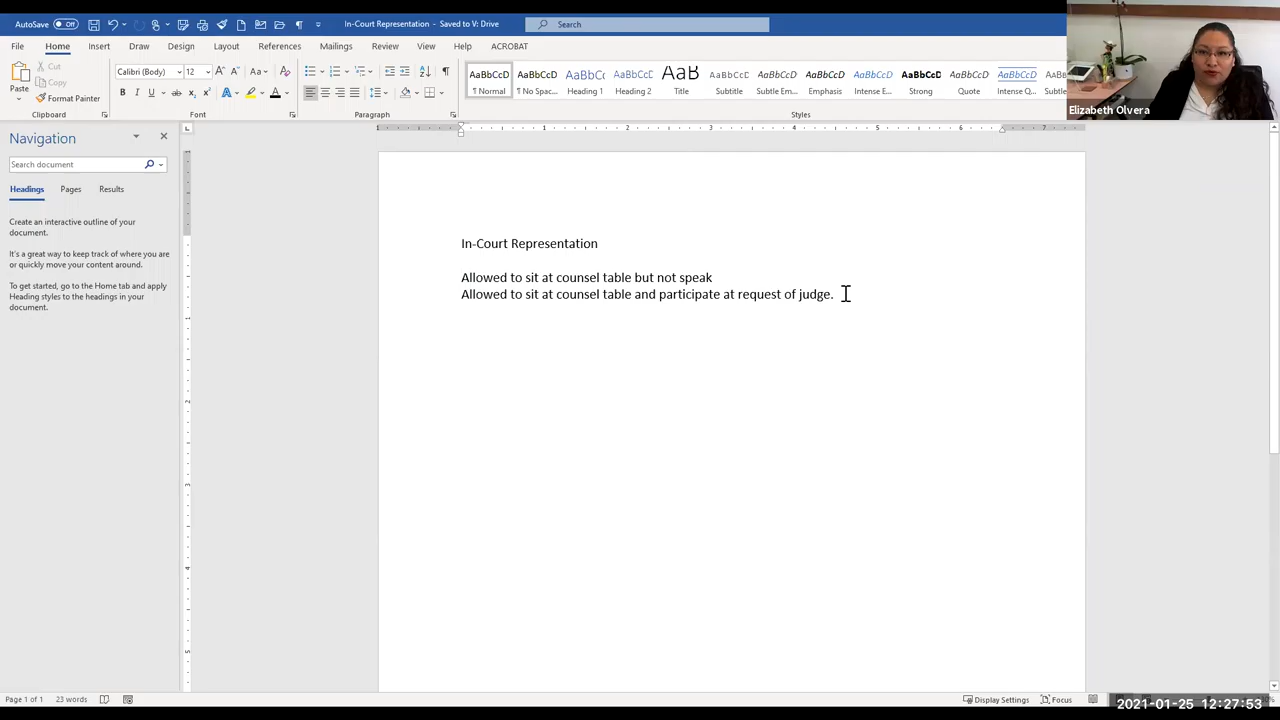 AutoSave Off
In-Court Representation - Saved to V: Drive
Search
File Home Insert Draw Design Layout References Mailings Review View Help ACROBAT
Paste
Cut
Copy
Format Painter
Clipboard
Calibri (Body) 12
Font
Paragraph
AaBbCcD AaBbCcD AaBbCcD AaBbCcD AaB AaBbCcD AaBbCcD AaBbCcD AaBbCcD AaBbCcD AaBbCcD AaBbCcD
¶ Normal ¶ No Spac... Heading 1 Heading 2 Title Subtitle Subtle Em... Emphasis Intense E... Strong Quote Intense Q...
Styles
Elizabeth Olvera
Navigation
Search document
Headings Pages Results
Create an interactive outline of your
document.
It's a great way to keep track of where you are
or quickly move your content around.
To get started, go to the Home tab and apply
Heading styles to the headings in your
document.
In-Court Representation
Allowed to sit at counsel table but not speak
Allowed to sit at counsel table and participate at request of judge.
Page 1 of 1 23 words
Display Settings Focus
2021-01-25 12:27:53